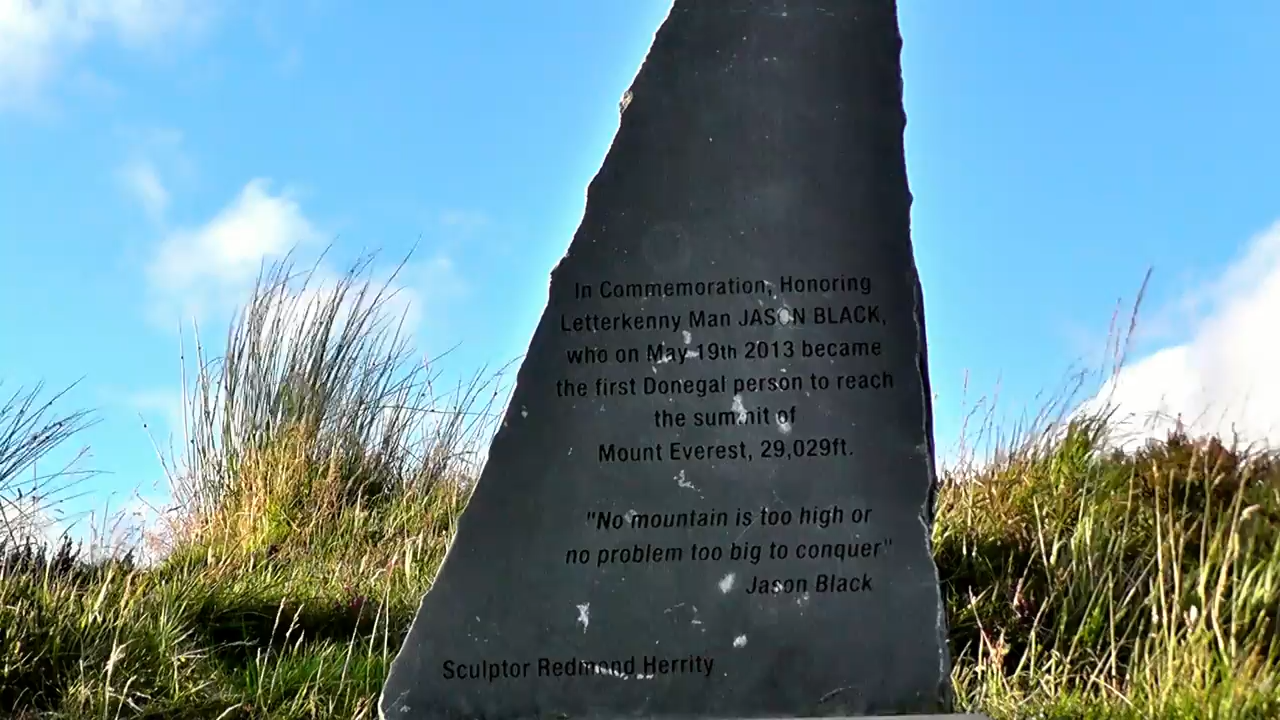 In Commemoration, Honoring
Letterkenny Man JASON BLACK,
who on May 19th 2013 became
the first Donegal person to reach
the summit of
Mount Everest, 29,029ft.
"No mountain is too high or
no problem too big to conquer"
Jason Black
Sculptor Redmond Herrity